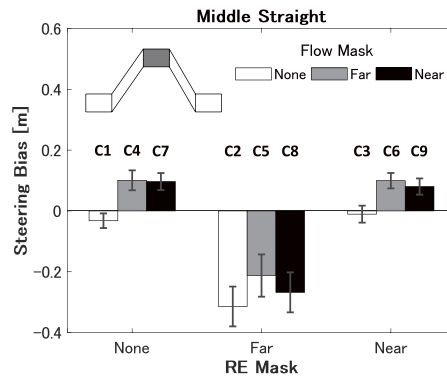 Middle Straight
Flow Mask
None Far Near
Steering Bias [m]
0.6
0.4
0.2
0
-0.2
-0.4
C1 C4 C7 C2 C5 C8 C3 C6 C9
None Far Near
RE Mask